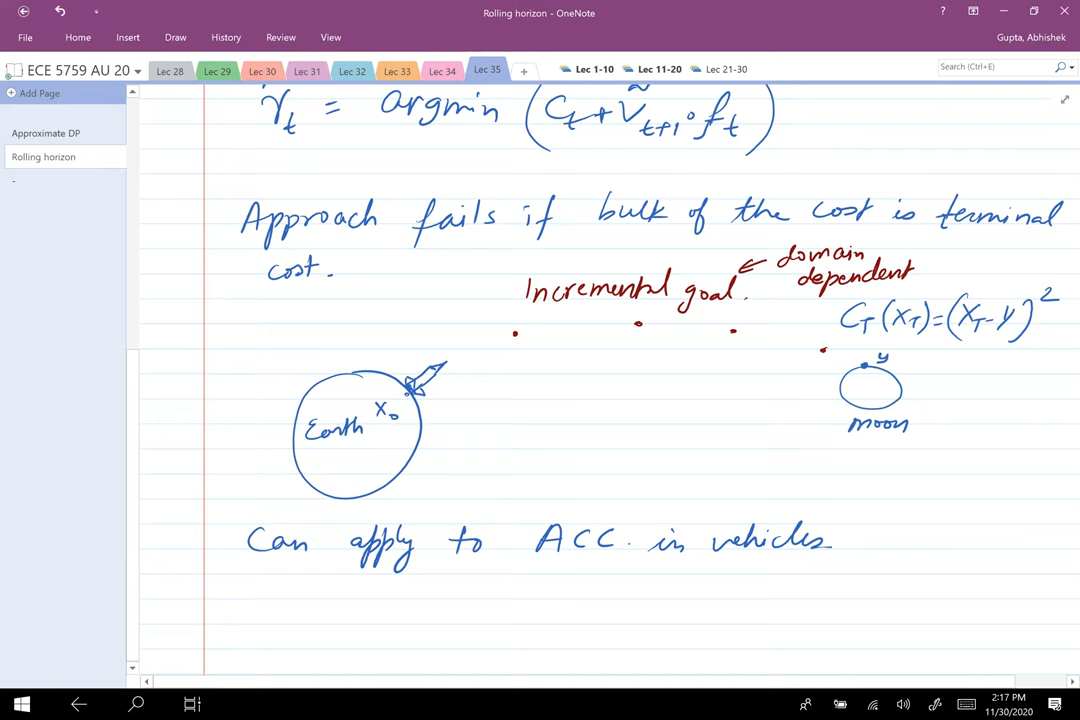 Rolling horizon - OneNote
?
File Home Insert Draw History Review View
Gupta, Abhishek
ECE 5759 AU 20
Lec 28 Lec 29 Lec 30 Lec 31 Lec 32 Lec 33 Lec 34 Lec 35 + Lec 1-10 Lec 11-20 Lec 21-30
Search (Ctrl+E)
Add Page
Approximate DP
Rolling horizon
γ̂_t = argmin (C_t + Ṽ_{t+1} ∘ f_t)
Approach fails if bulk of the cost is terminal
cost.
Incremental goal.
domain
dependent
C_T(X_T) = (X_T - y)²
y
moon
Earth X_0
Can apply to ACC. in vehicles
2:17 PM
11/30/2020